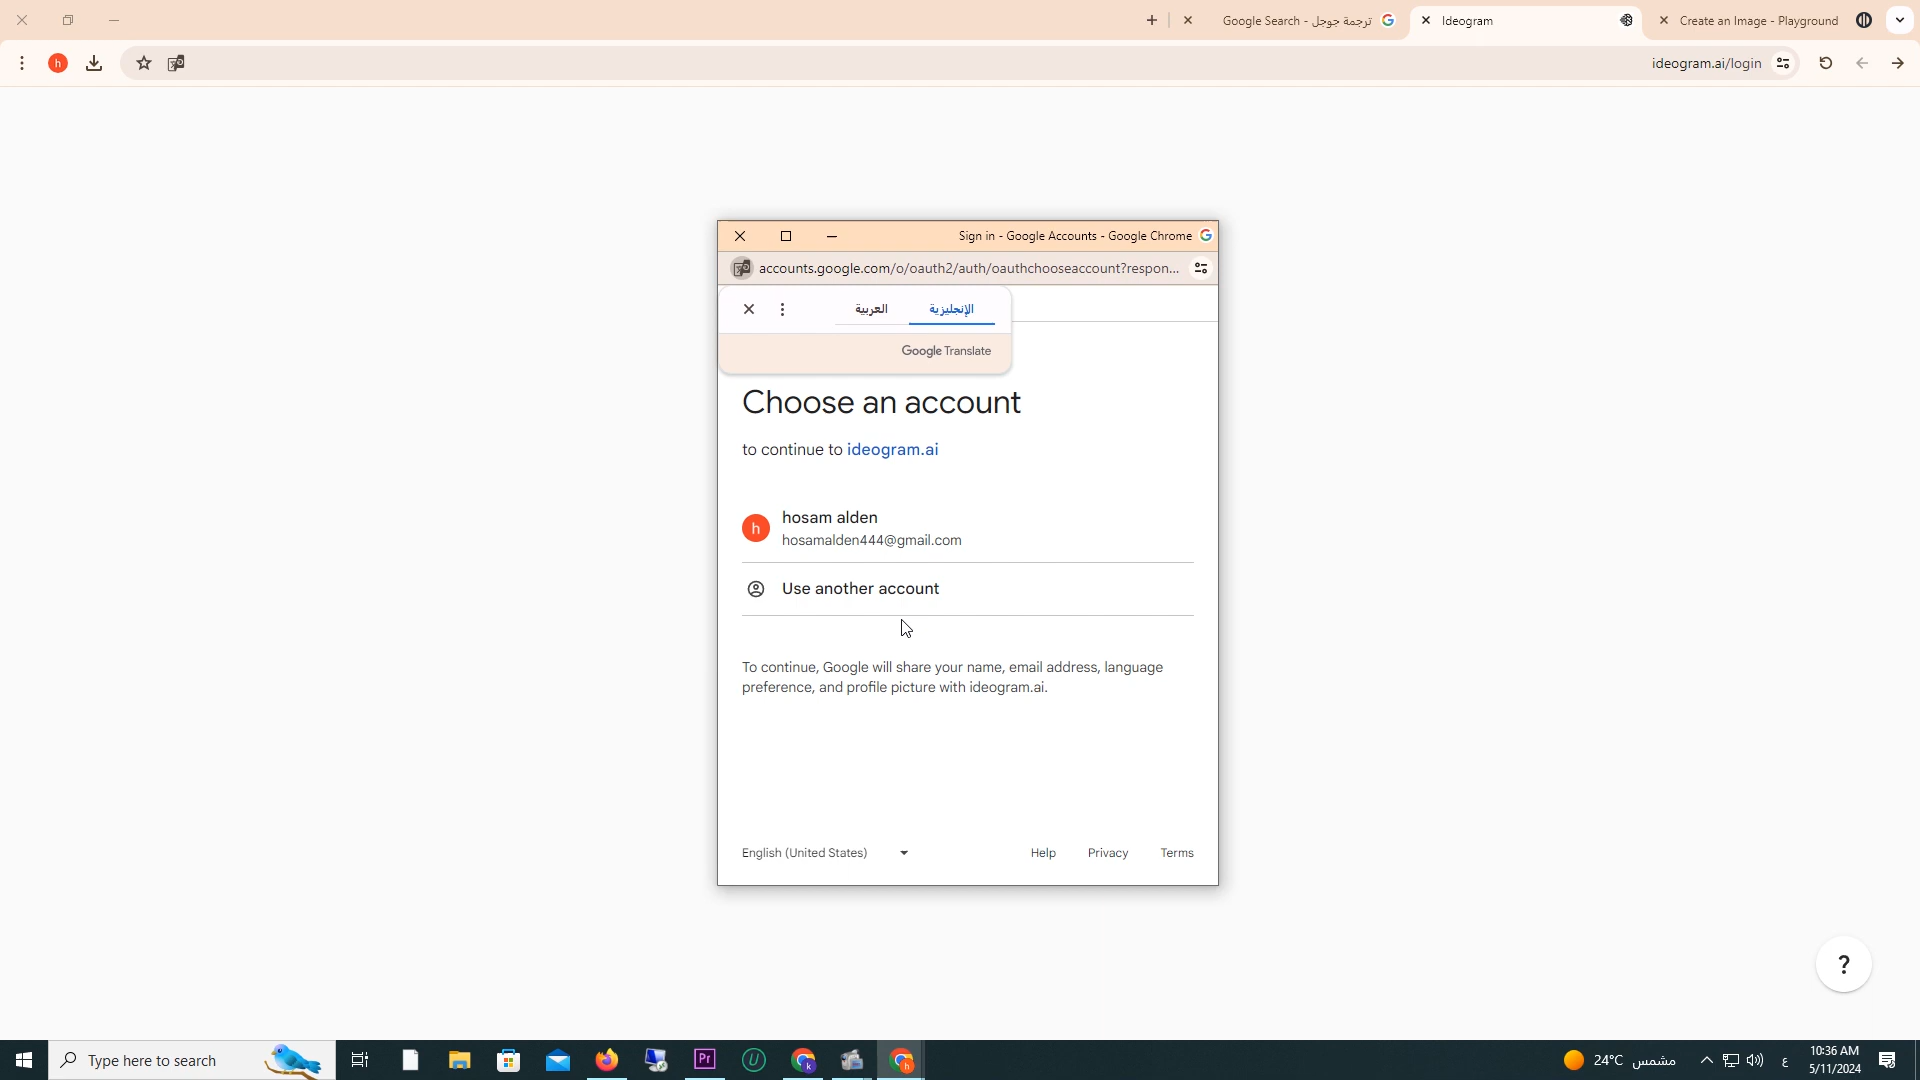 ترجمة جوجل - Google Search
Ideogram
Create an Image - Playground
h
ideogram.ai/login
Sign in - Google Accounts - Google Chrome
accounts.google.com/o/oauth2/auth/oauthchooseaccount?respon...
العربية
الإنجليزية
Google Translate
Choose an account
to continue to ideogram.ai
h
hosam alden
hosamalden444@gmail.com
Use another account
To continue, Google will share your name, email address, language
preference, and profile picture with ideogram.ai.
English (United States)
Help
Privacy
Terms
?
Type here to search
Pr
U
k
h
24°C مشمس
ع
10:36 AM
5/11/2024